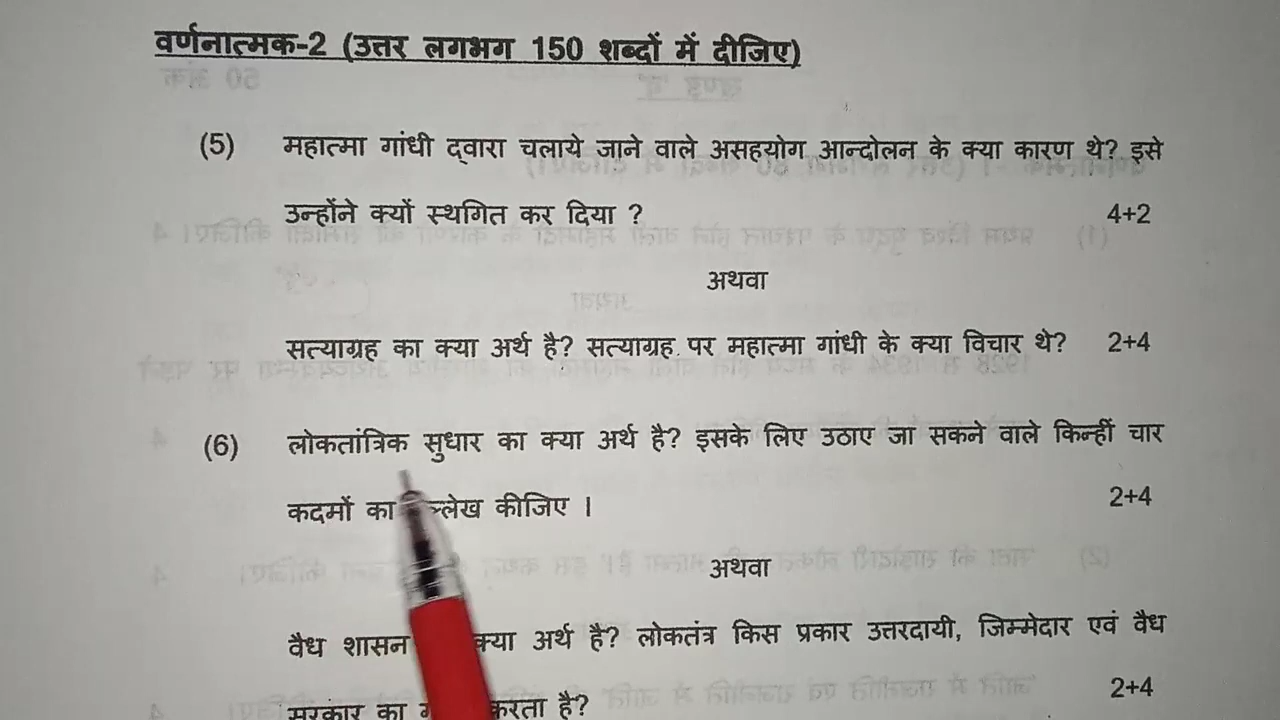 वर्णनात्मक-2 (उत्तर लगभग 150 शब्दों में दीजिए)
(5) महात्मा गांधी द्वारा चलाये जाने वाले असहयोग आन्दोलन के क्या कारण थे? इसे
उन्होंने क्यों स्थगित कर दिया ? 4+2
अथवा
सत्याग्रह का क्या अर्थ है? सत्याग्रह पर महात्मा गांधी के क्या विचार थे? 2+4
(6) लोकतांत्रिक सुधार का क्या अर्थ है? इसके लिए उठाए जा सकने वाले किन्हीं चार
कदमों का कीजिए । 2+4
अथवा
वैध शासन क्या अर्थ है? लोकतंत्र किस प्रकार उत्तरदायी, जिम्मेदार एवं वैध
सरकार का करता है? 2+4